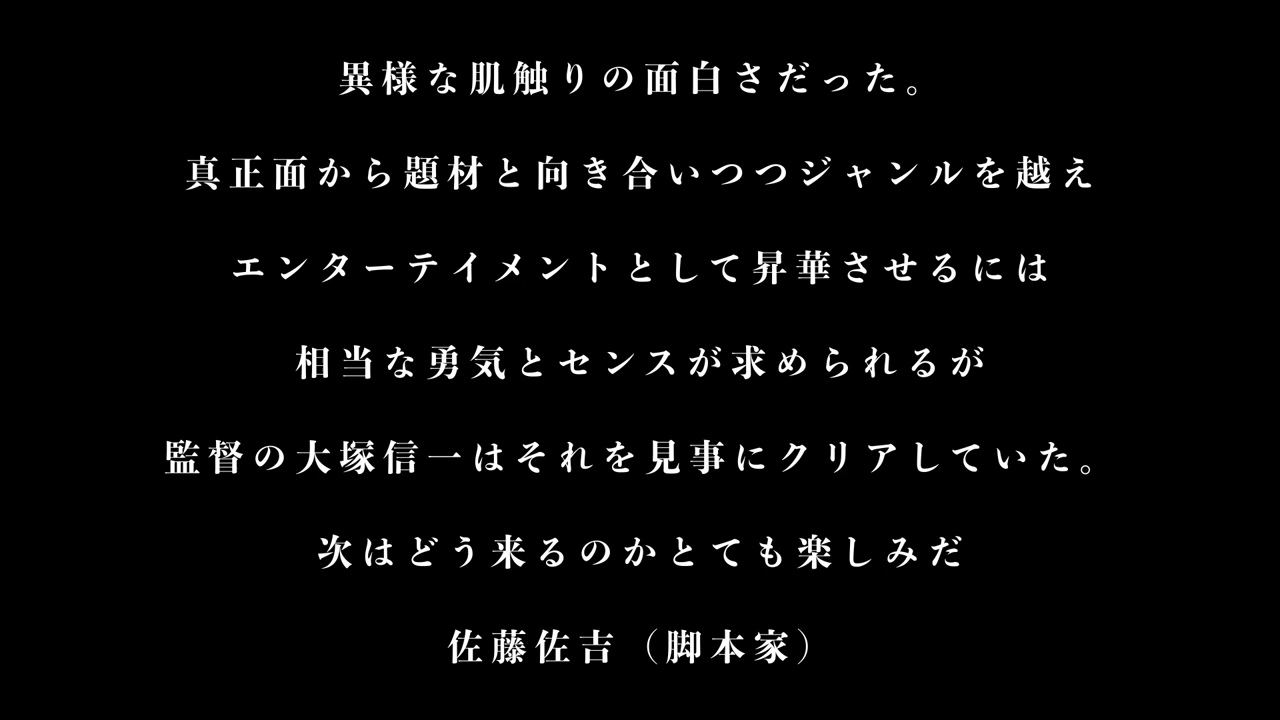 異様な肌触りの面白さだった。
真正面から題材と向き合いつつジャンルを越え
エンターテイメントとして昇華させるには
相当な勇気とセンスが求められるが
監督の大塚信一はそれを見事にクリアしていた。
次はどう来るのかとても楽しみだ
佐藤佐吉（脚本家）